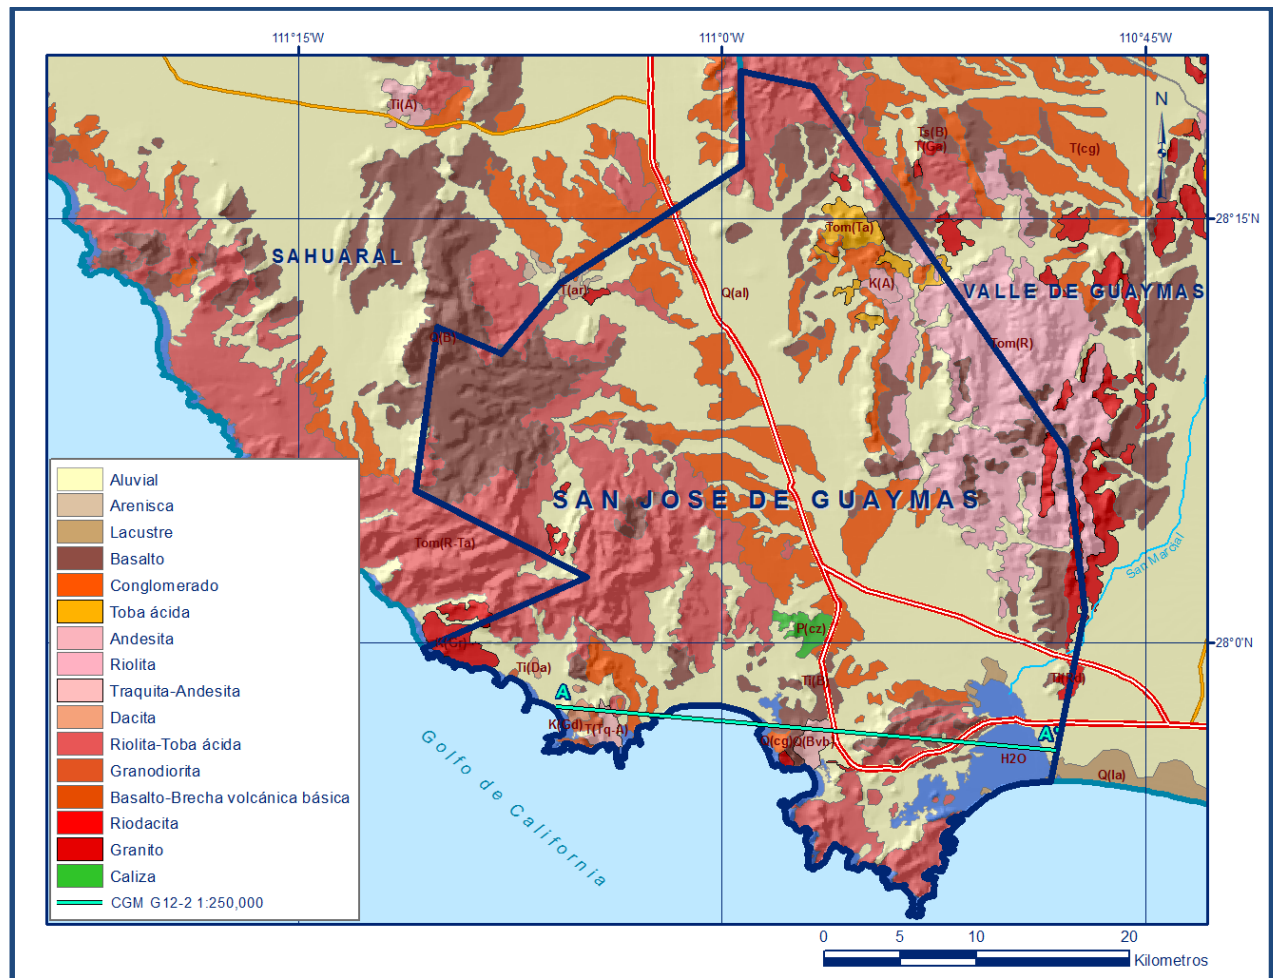 111°15'W
111°0'W
110°45'W
Ti(A)
N
Ts(B)
T(Ga)
T(cg)
28°15'N
Tom(Ta)
SAHUARAL
K(A)
T(ar)
Q(al)
VALLE DE GUAYMAS
Tom(R)
SAN JOSE DE GUAYMAS
Tom(R-Ta)
San Marcial
P(cz)
28°0'N
Ti(Da)
Ti(B)
A
K(Gd)
T(Tq-A)
Q(cg)
Q(Bvb)
A'
H2O
Q(la)
Golfo de California
Aluvial
Arenisca
Lacustre
Basalto
Conglomerado
Toba ácida
Andesita
Riolita
Traquita-Andesita
Dacita
Riolita-Toba ácida
Granodiorita
Basalto-Brecha volcánica básica
Riodacita
Granito
Caliza
CGM G12-2 1:250,000
0 5 10 20
Kilometros